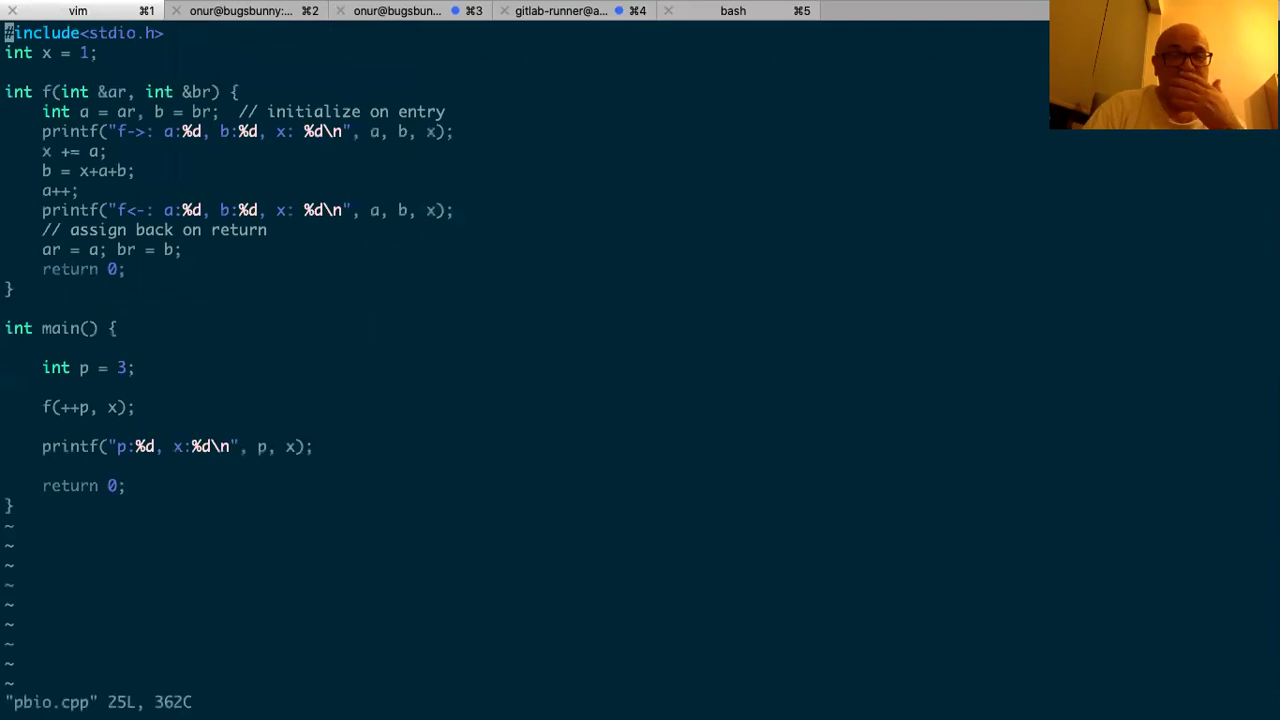 vim ⌘1 onur@bugsbunny:... ⌘2 onur@bugsbun... ⌘3 gitlab-runner@a... ⌘4 bash ⌘5
#include<stdio.h>
int x = 1;
int f(int &ar, int &br) {
int a = ar, b = br;  // initialize on entry
printf("f->: a:%d, b:%d, x: %d\n", a, b, x);
x += a;
b = x+a+b;
a++;
printf("f<-: a:%d, b:%d, x: %d\n", a, b, x);
// assign back on return
ar = a; br = b;
return 0;
}
int main() {
int p = 3;
f(++p, x);
printf("p:%d, x:%d\n", p, x);
return 0;
}
~
~
~
~
~
~
~
~
~
"pbio.cpp" 25L, 362C